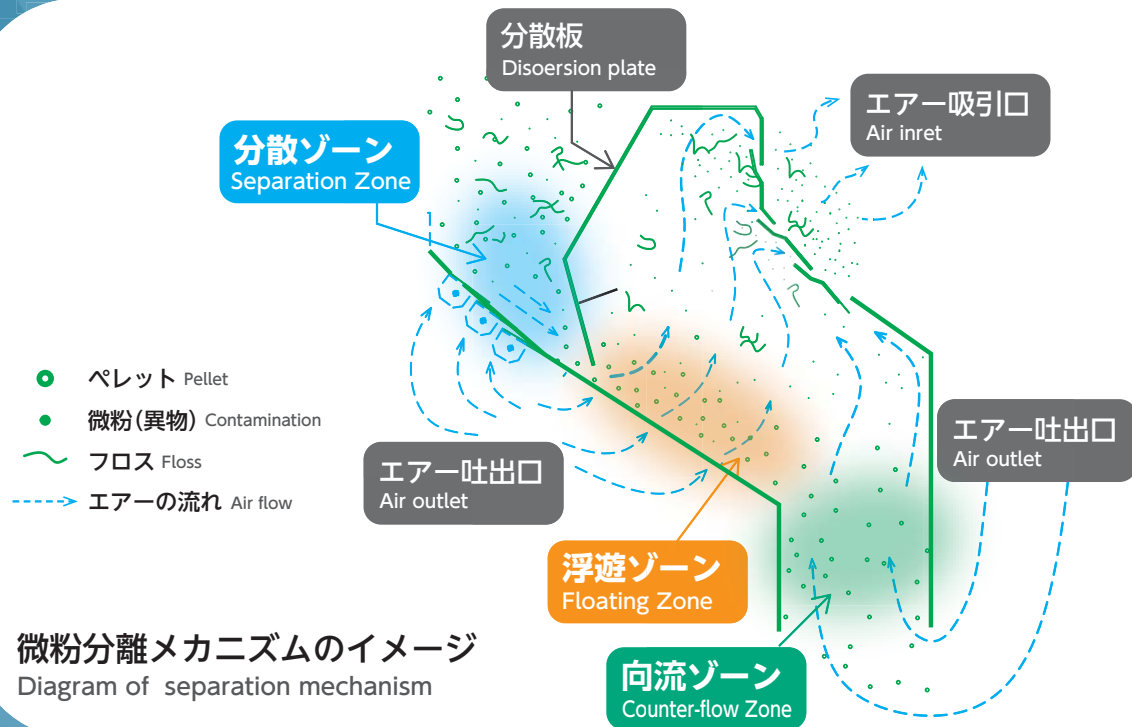 分散板
Disoersion plate
エアー吸引口
Air inret
分散ゾーン
Separation Zone
ペレット Pellet
微粉(異物) Contamination
フロス Floss
エアーの流れ Air flow
エアー吐出口
Air outlet
エアー吐出口
Air outlet
浮遊ゾーン
Floating Zone
向流ゾーン
Counter-flow Zone
微粉分離メカニズムのイメージ
Diagram of separation mechanism